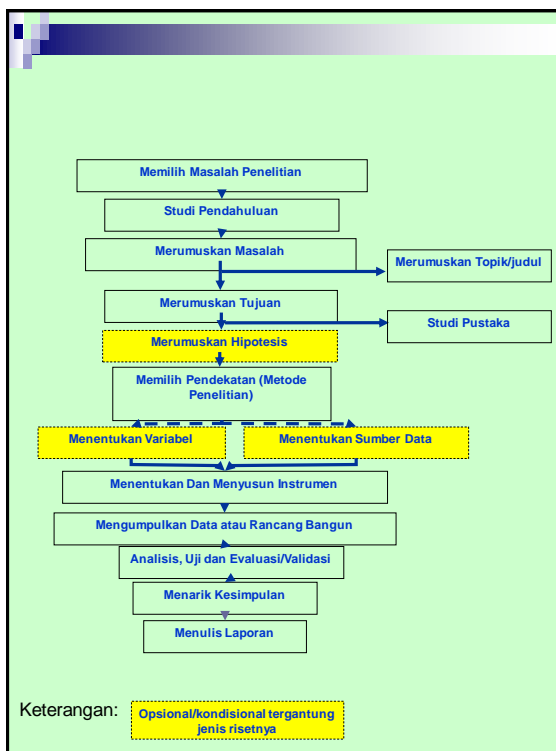 Memilih Masalah Penelitian
Studi Pendahuluan
Merumuskan Masalah
Merumuskan Topik/judul
Merumuskan Tujuan
Studi Pustaka
Merumuskan Hipotesis
Memilih Pendekatan (Metode
Penelitian)
Menentukan Variabel
Menentukan Sumber Data
Menentukan Dan Menyusun Instrumen
Mengumpulkan Data atau Rancang Bangun
Analisis, Uji dan Evaluasi/Validasi
Menarik Kesimpulan
Menulis Laporan
Keterangan:
Opsional/kondisional tergantung
jenis risetnya